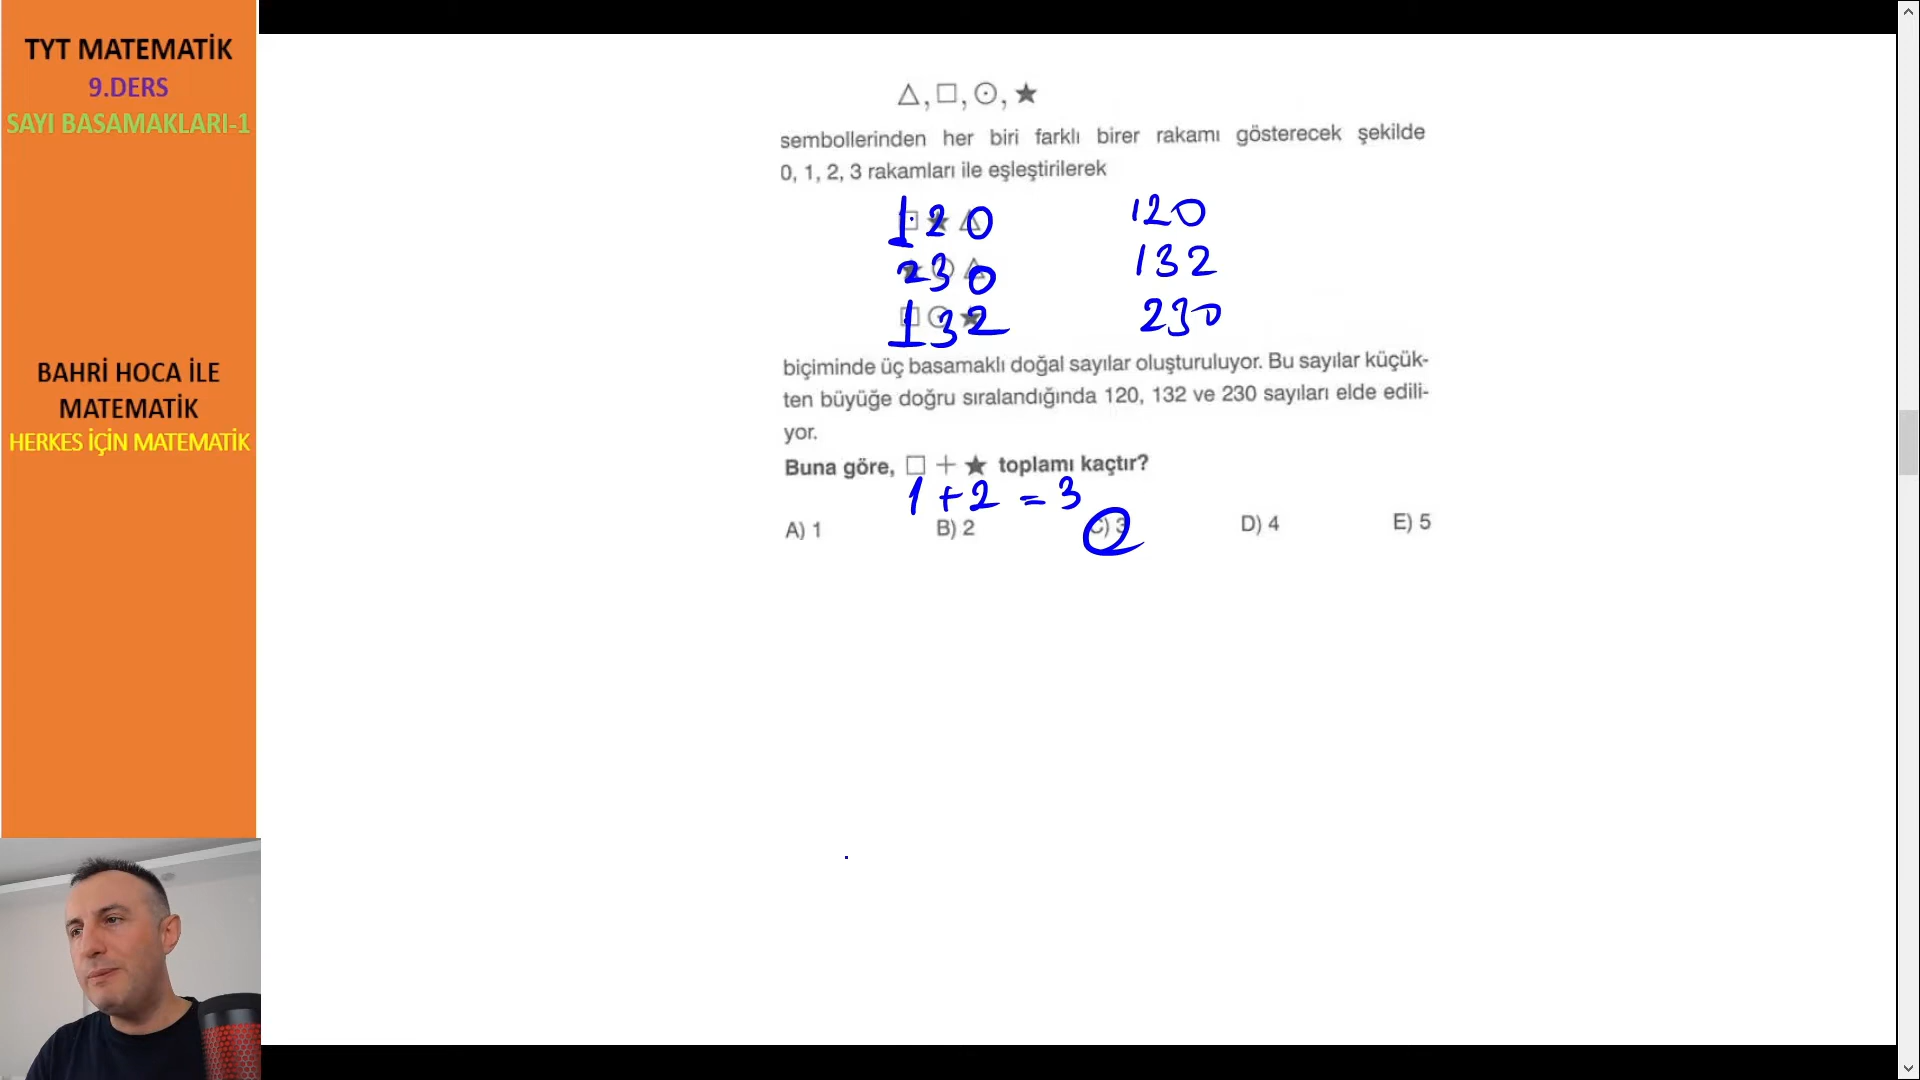 TYT MATEMATİK
9.DERS
SAYI BASAMAKLARI-1
BAHRİ HOCA İLE
MATEMATİK
HERKES İÇİN MATEMATİK
△, □, ⊙, ★
sembollerinden her biri farklı birer rakamı gösterecek şekilde
0, 1, 2, 3 rakamları ile eşleştirilerek
120 120
230 132
132 230
biçiminde üç basamaklı doğal sayılar oluşturuluyor. Bu sayılar küçük-
ten büyüğe doğru sıralandığında 120, 132 ve 230 sayıları elde edili-
yor.
Buna göre, □ + ★ toplamı kaçtır?
1 + 2 = 3
A) 1 B) 2 C) 3 D) 4 E) 5